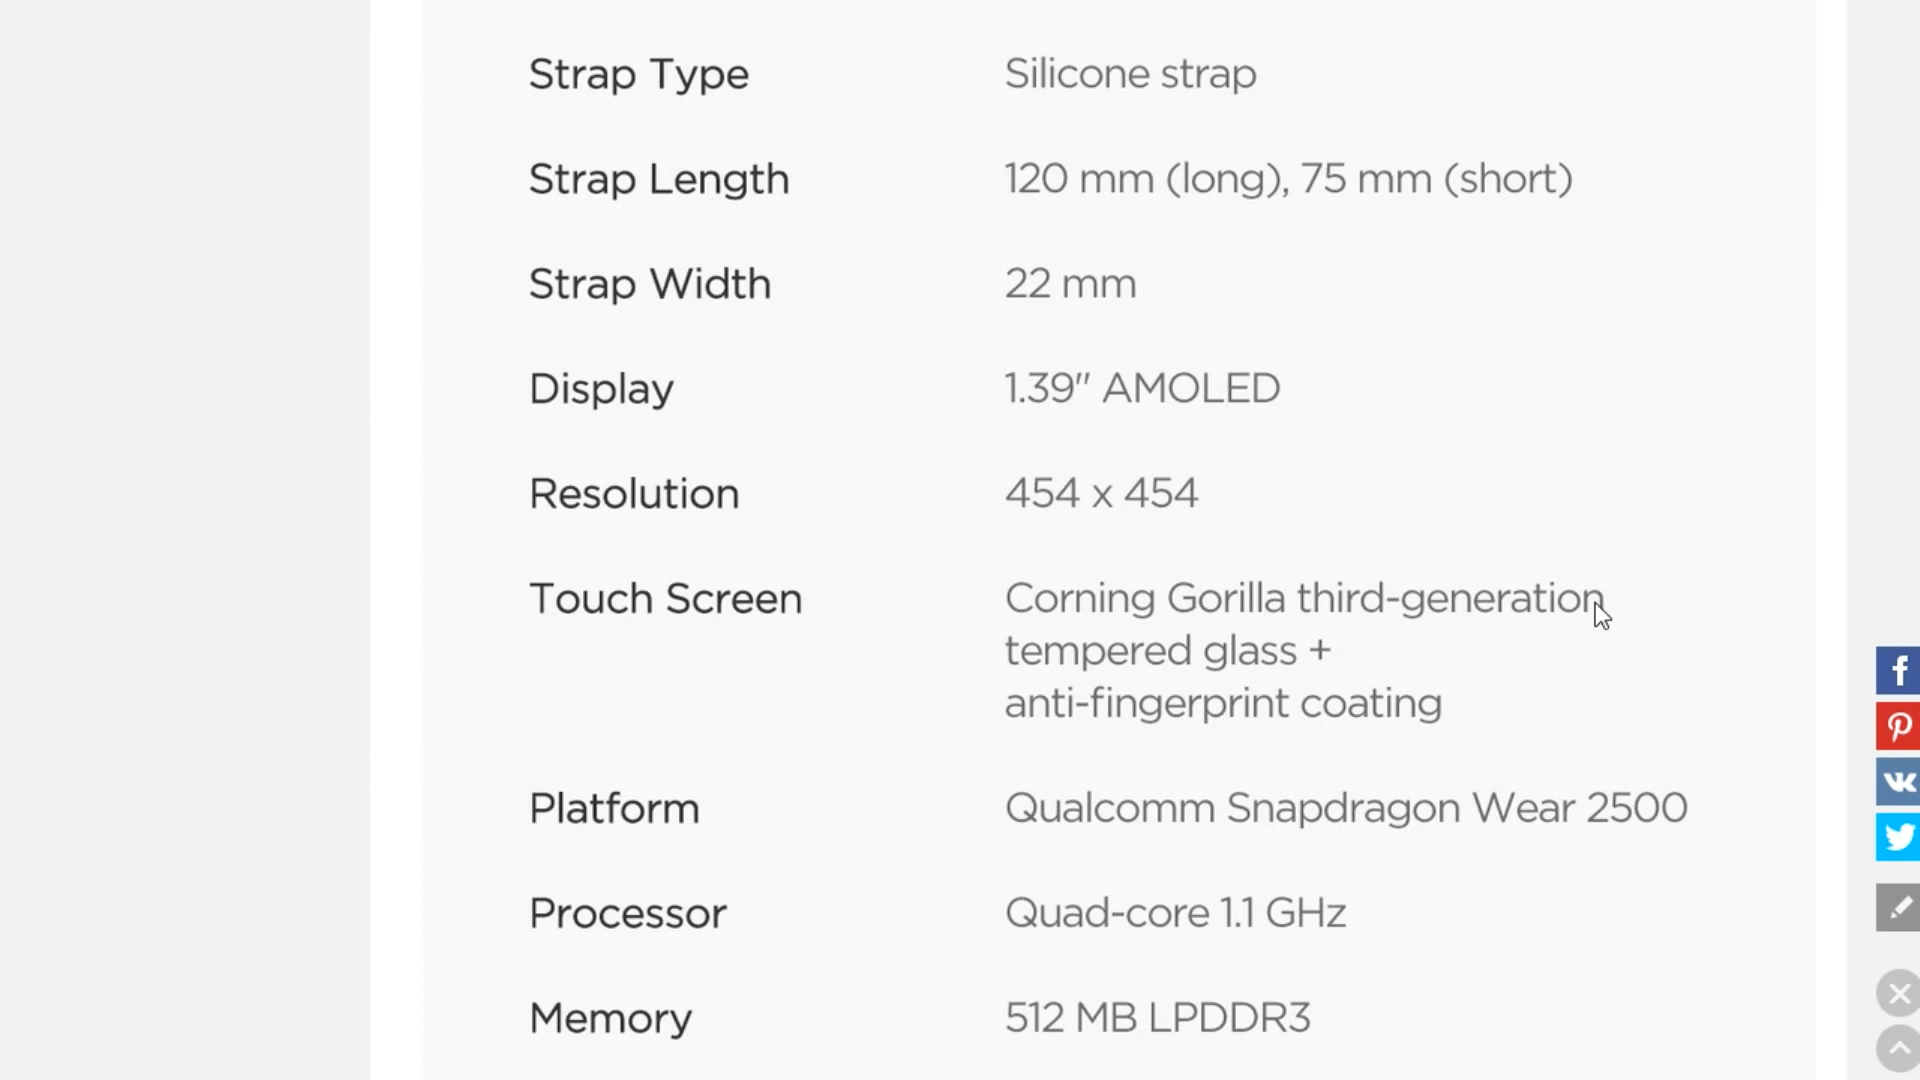 Strap Type Silicone strap
Strap Length 120 mm (long), 75 mm (short)
Strap Width 22 mm
Display 1.39" AMOLED
Resolution 454 x 454
Touch Screen Corning Gorilla third-generation
tempered glass +
anti-fingerprint coating
Platform Qualcomm Snapdragon Wear 2500
Processor Quad-core 1.1 GHz
Memory 512 MB LPDDR3